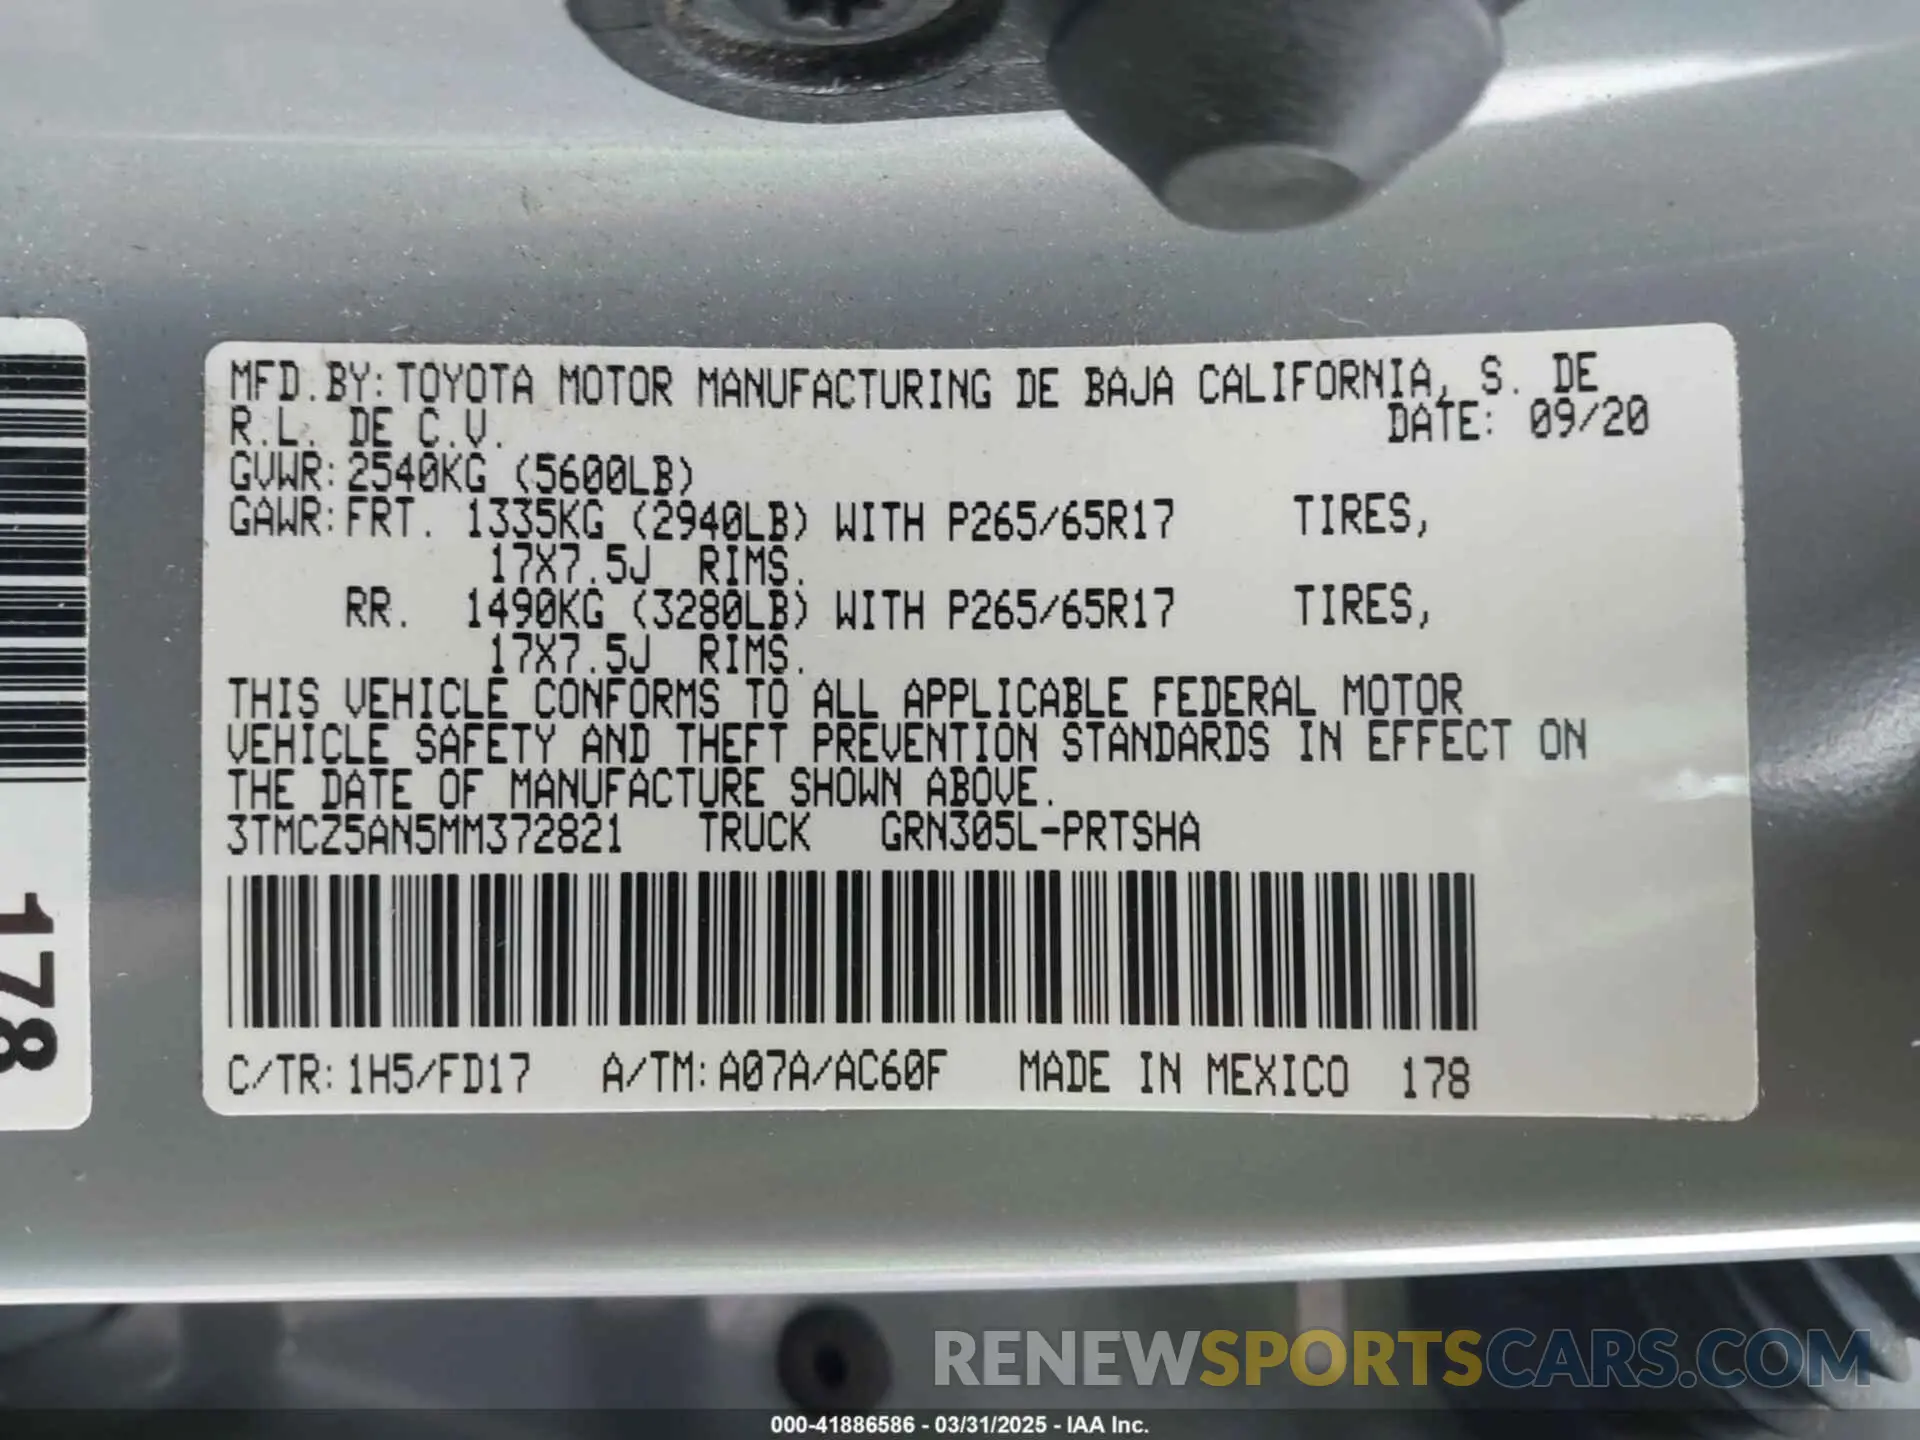 MFD.BY:TOYOTA MOTOR MANUFACTURING DE BAJA CALIFORNIA, S. DE
R.L. DE C.V. DATE: 09/20
GVWR:2540KG (5600LB)
GAWR:FRT. 1335KG (2940LB) WITH P265/65R17 TIRES,
17X7.5J RIMS.
RR. 1490KG (3280LB) WITH P265/65R17 TIRES,
17X7.5J RIMS.
THIS VEHICLE CONFORMS TO ALL APPLICABLE FEDERAL MOTOR
VEHICLE SAFETY AND THEFT PREVENTION STANDARDS IN EFFECT ON
THE DATE OF MANUFACTURE SHOWN ABOVE.
3TMCZ5AN5MM372821 TRUCK GRN305L-PRTSHA
C/TR:1H5/FD17 A/TM:A07A/AC60F MADE IN MEXICO 178
178
RENEWSPORTSCARS.COM
000-41886586 - 03/31/2025 - IAA Inc.